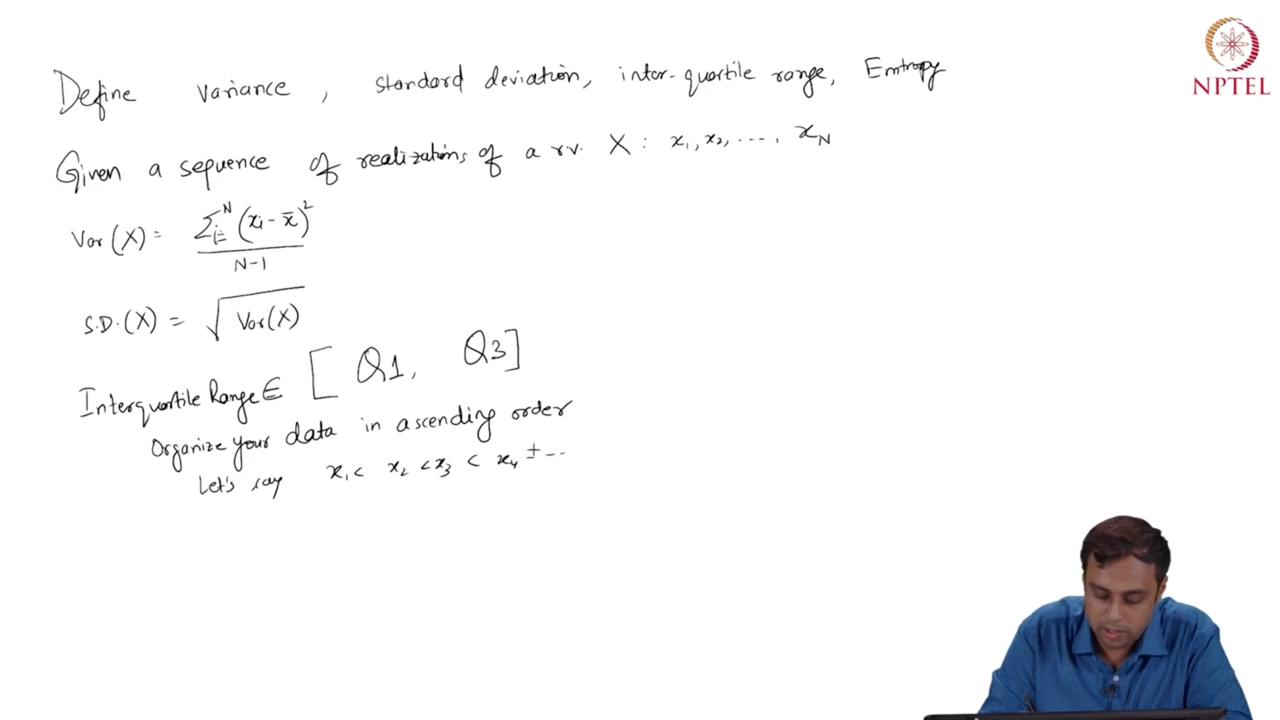 Define variance, standard deviation, inter-quartile range, Entropy
NPTEL
Given a sequence of realizations of a r.v. X : x₁, x₂, ...., x_N
Var (X) = Σᵢ₌ᴺ (xᵢ - x̄)² / N-1
S.D.(X) = √Var(X)
Interquartile Range ∈ [ Q1, Q3]
Organize your data in ascending order
Let's say x₁ < x₂ < x₃ < x₄ ± ...